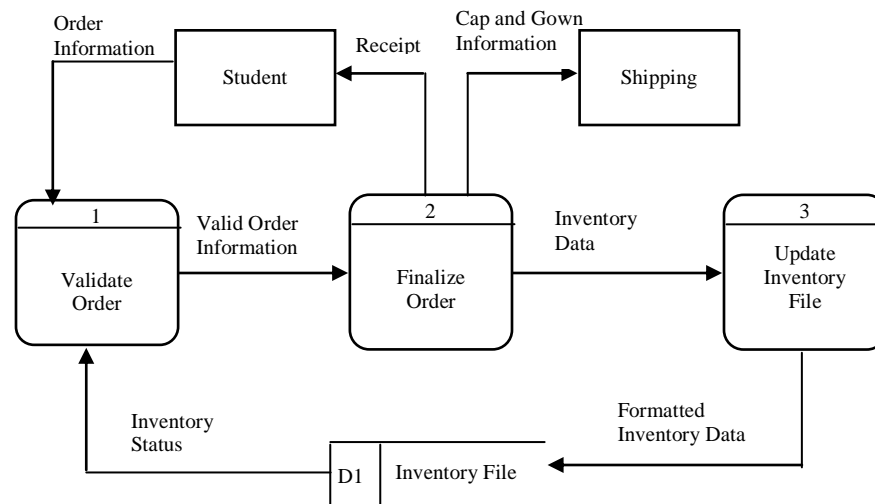 Order
Information
Student
Receipt
Cap and Gown
Information
Shipping
1
Validate
Order
Valid Order
Information
2
Finalize
Order
Inventory
Data
3
Update
Inventory
File
Inventory
Status
D1
Inventory File
Formatted
Inventory Data